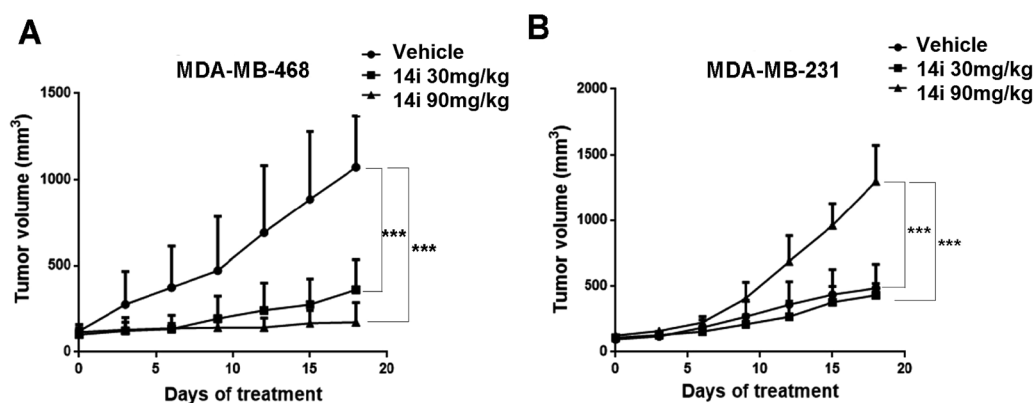 A
MDA-MB-468
Vehicle
14i 30mg/kg
14i 90mg/kg
Tumor volume (mm³)
1500
1000
500
0
0
5
10
15
20
***
***
Days of treatment
B
MDA-MB-231
Vehicle
14i 30mg/kg
14i 90mg/kg
Tumor volume (mm³)
2000
1500
1000
500
0
0
5
10
15
20
***
***
Days of treatment